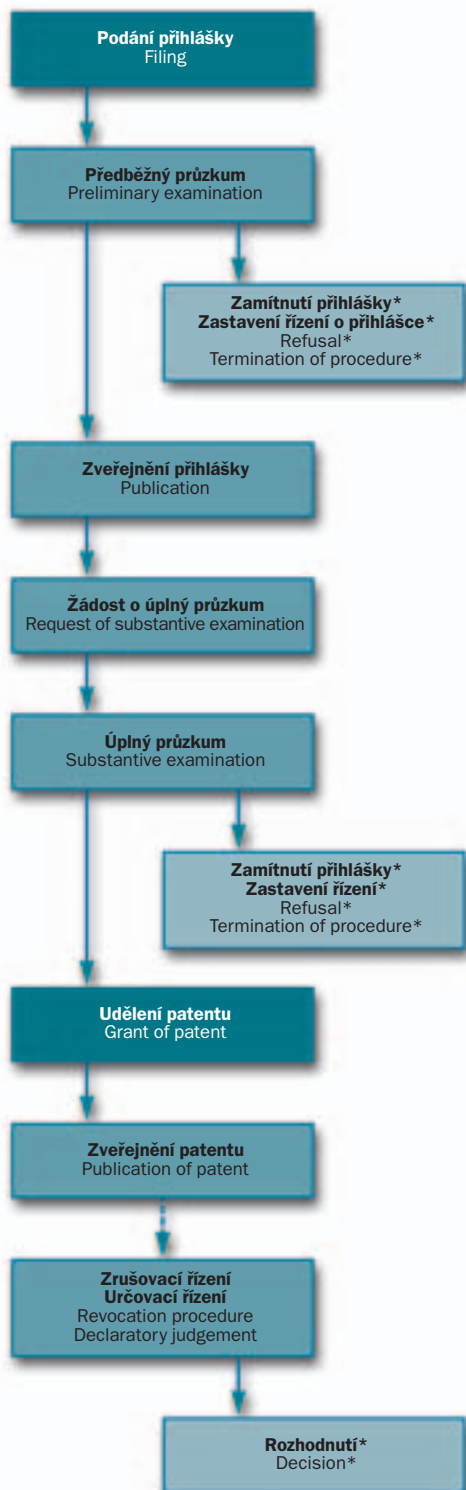 Podání přihlášky
Filing
Předběžný průzkum
Preliminary examination
Zamítnutí přihlášky*
Zastavení řízení o přihlášce*
Refusal*
Termination of procedure*
Zveřejnění přihlášky
Publication
Žádost o úplný průzkum
Request of substantive examination
Úplný průzkum
Substantive examination
Zamítnutí přihlášky*
Zastavení řízení*
Refusal*
Termination of procedure*
Udělení patentu
Grant of patent
Zveřejnění patentu
Publication of patent
Zrušovací řízení
Určovací řízení
Revocation procedure
Declaratory judgement
Rozhodnutí*
Decision*